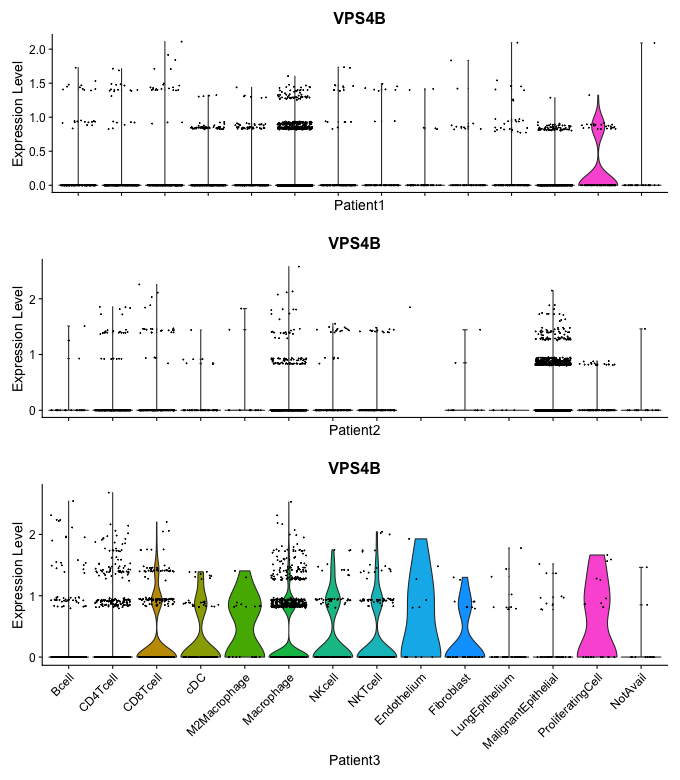 VPS4B
Expression Level
2.0
1.5
1.0
0.5
0.0
Patient1
VPS4B
Expression Level
2
1
0
Patient2
VPS4B
Expression Level
2
1
0
Bcell
CD4Tcell
CD8Tcell
cDC
M2Macrophage
Macrophage
NKcell
NKTcell
Endothelium
Fibroblast
LungEpithelium
MalignantEpithelial
ProliferatingCell
NotAvail
Patient3